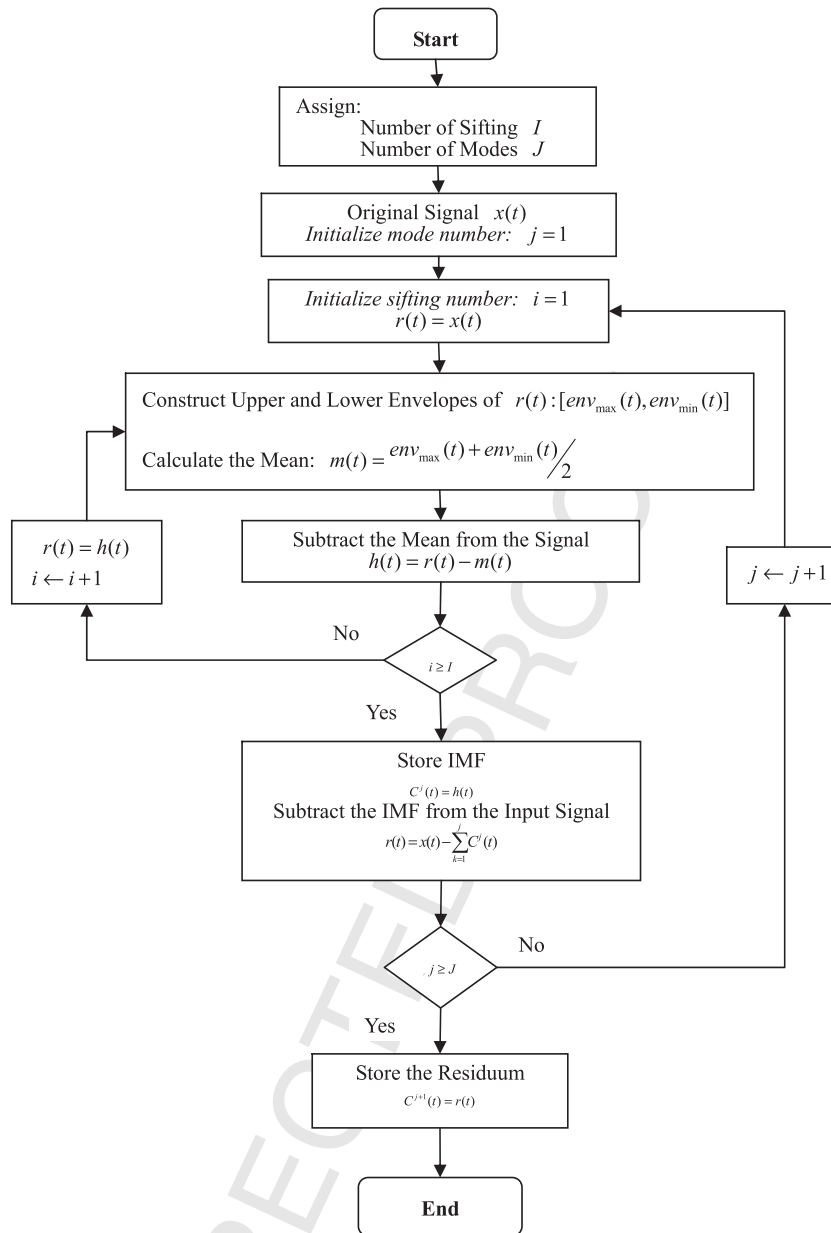 Start
Assign:
Number of Sifting I
Number of Modes J
Original Signal x(t)
Initialize mode number: j = 1
Initialize sifting number: i = 1
r(t) = x(t)
Construct Upper and Lower Envelopes of r(t) : [env_max(t), env_min(t)]
Calculate the Mean: m(t) = env_max(t) + env_min(t) / 2
r(t) = h(t)
i ← i + 1
Subtract the Mean from the Signal
h(t) = r(t) − m(t)
j ← j + 1
No
i ≥ I
Yes
Store IMF
C^j(t) = h(t)
Subtract the IMF from the Input Signal
r(t) = x(t) − ∑_{k=1}^{j} C^j(t)
No
j ≥ J
Yes
Store the Residuum
C^{j+1}(t) = r(t)
End